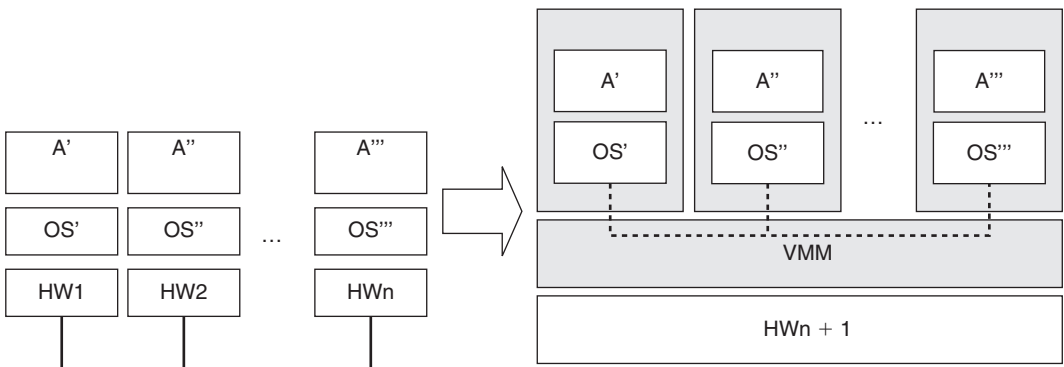 A' A'' A'''
OS' OS'' ... OS'''
HW1 HW2 HWn
A' A'' ... A'''
OS' OS'' OS'''
VMM
HWn + 1